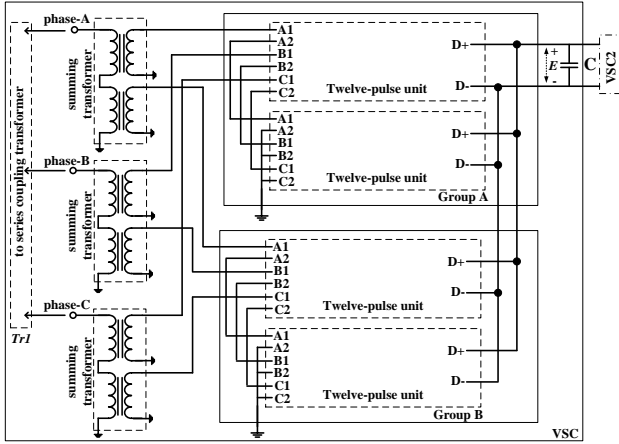 to series coupling transformer
Tr1
phase-A
phase-B
phase-C
summing transformer
summing transformer
summing transformer
A1
A2
B1
B2
C1
C2
Twelve-pulse unit
D+
D-
A1
A2
B1
B2
C1
C2
Twelve-pulse unit
D+
D-
Group A
A1
A2
B1
B2
C1
C2
Twelve-pulse unit
D+
D-
A1
A2
B1
B2
C1
C2
Twelve-pulse unit
D+
D-
Group B
+
E
-
C
VSC2
VSC